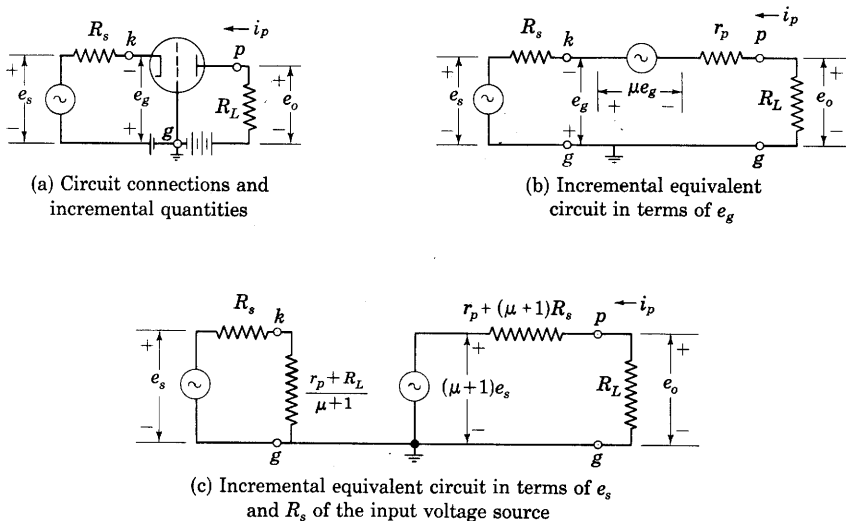 R_s k p ← i_p
+ − +
e_s ~ e_g R_L e_o
− + g −
(a) Circuit connections and
incremental quantities
R_s k r_p p ← i_p
+ − ~ +
e_s ~ e_g μe_g R_L e_o
+ −
− + −
g g
(b) Incremental equivalent
circuit in terms of e_g
R_s k r_p + (μ+1)R_s p ← i_p
+ + +
e_s ~ (r_p + R_L)/(μ+1) ~ (μ+1)e_s R_L e_o
− − −
g g
(c) Incremental equivalent circuit in terms of e_s
and R_s of the input voltage source